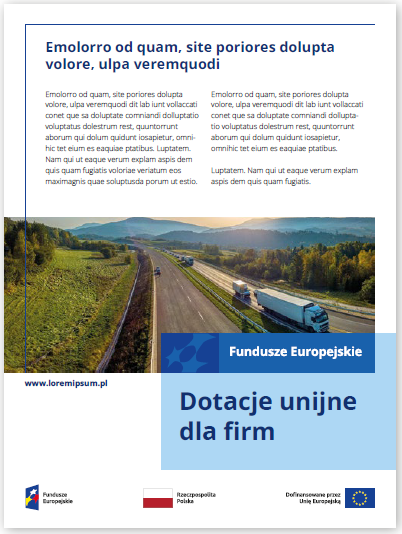 Emolorro od quam, site poriores dolupta
volore, ulpa veremquodi
Emolorro od quam, site poriores dolupta
volore, ulpa veremquodi dit lab iunt vollaccati
conet que sa doluptate comniandi dolluptatio
voluptatus dolestrum rest, quuntorrunt
aborum qui dolum quidunt iosapietur, omni-
hic tet eium es eaquiae ptatibus. Luptatem.
Nam qui ut eaque verum explam aspis dem
quis quam fugiatis voloriae veriatum eos
maximagnis quae soluptusda porum ut estio.
Emolorro od quam, site poriores dolupta
volore, ulpa veremquodi dit lab iunt vollaccati
conet que sa doluptate comniandi dollupta-
tio voluptatus dolestrum rest, quuntorrunt
aborum qui dolum quidunt iosapietur, omni-
hic tet eium es eaquiae ptatibus.
Luptatem. Nam qui ut eaque verum explam
aspis dem quis quam fugiatis.
Fundusze Europejskie
www.loremipsum.pl
Dotacje unijne
dla firm
Fundusze
Europejskie
Rzeczpospolita
Polska
Dofinansowane przez
Unię Europejską